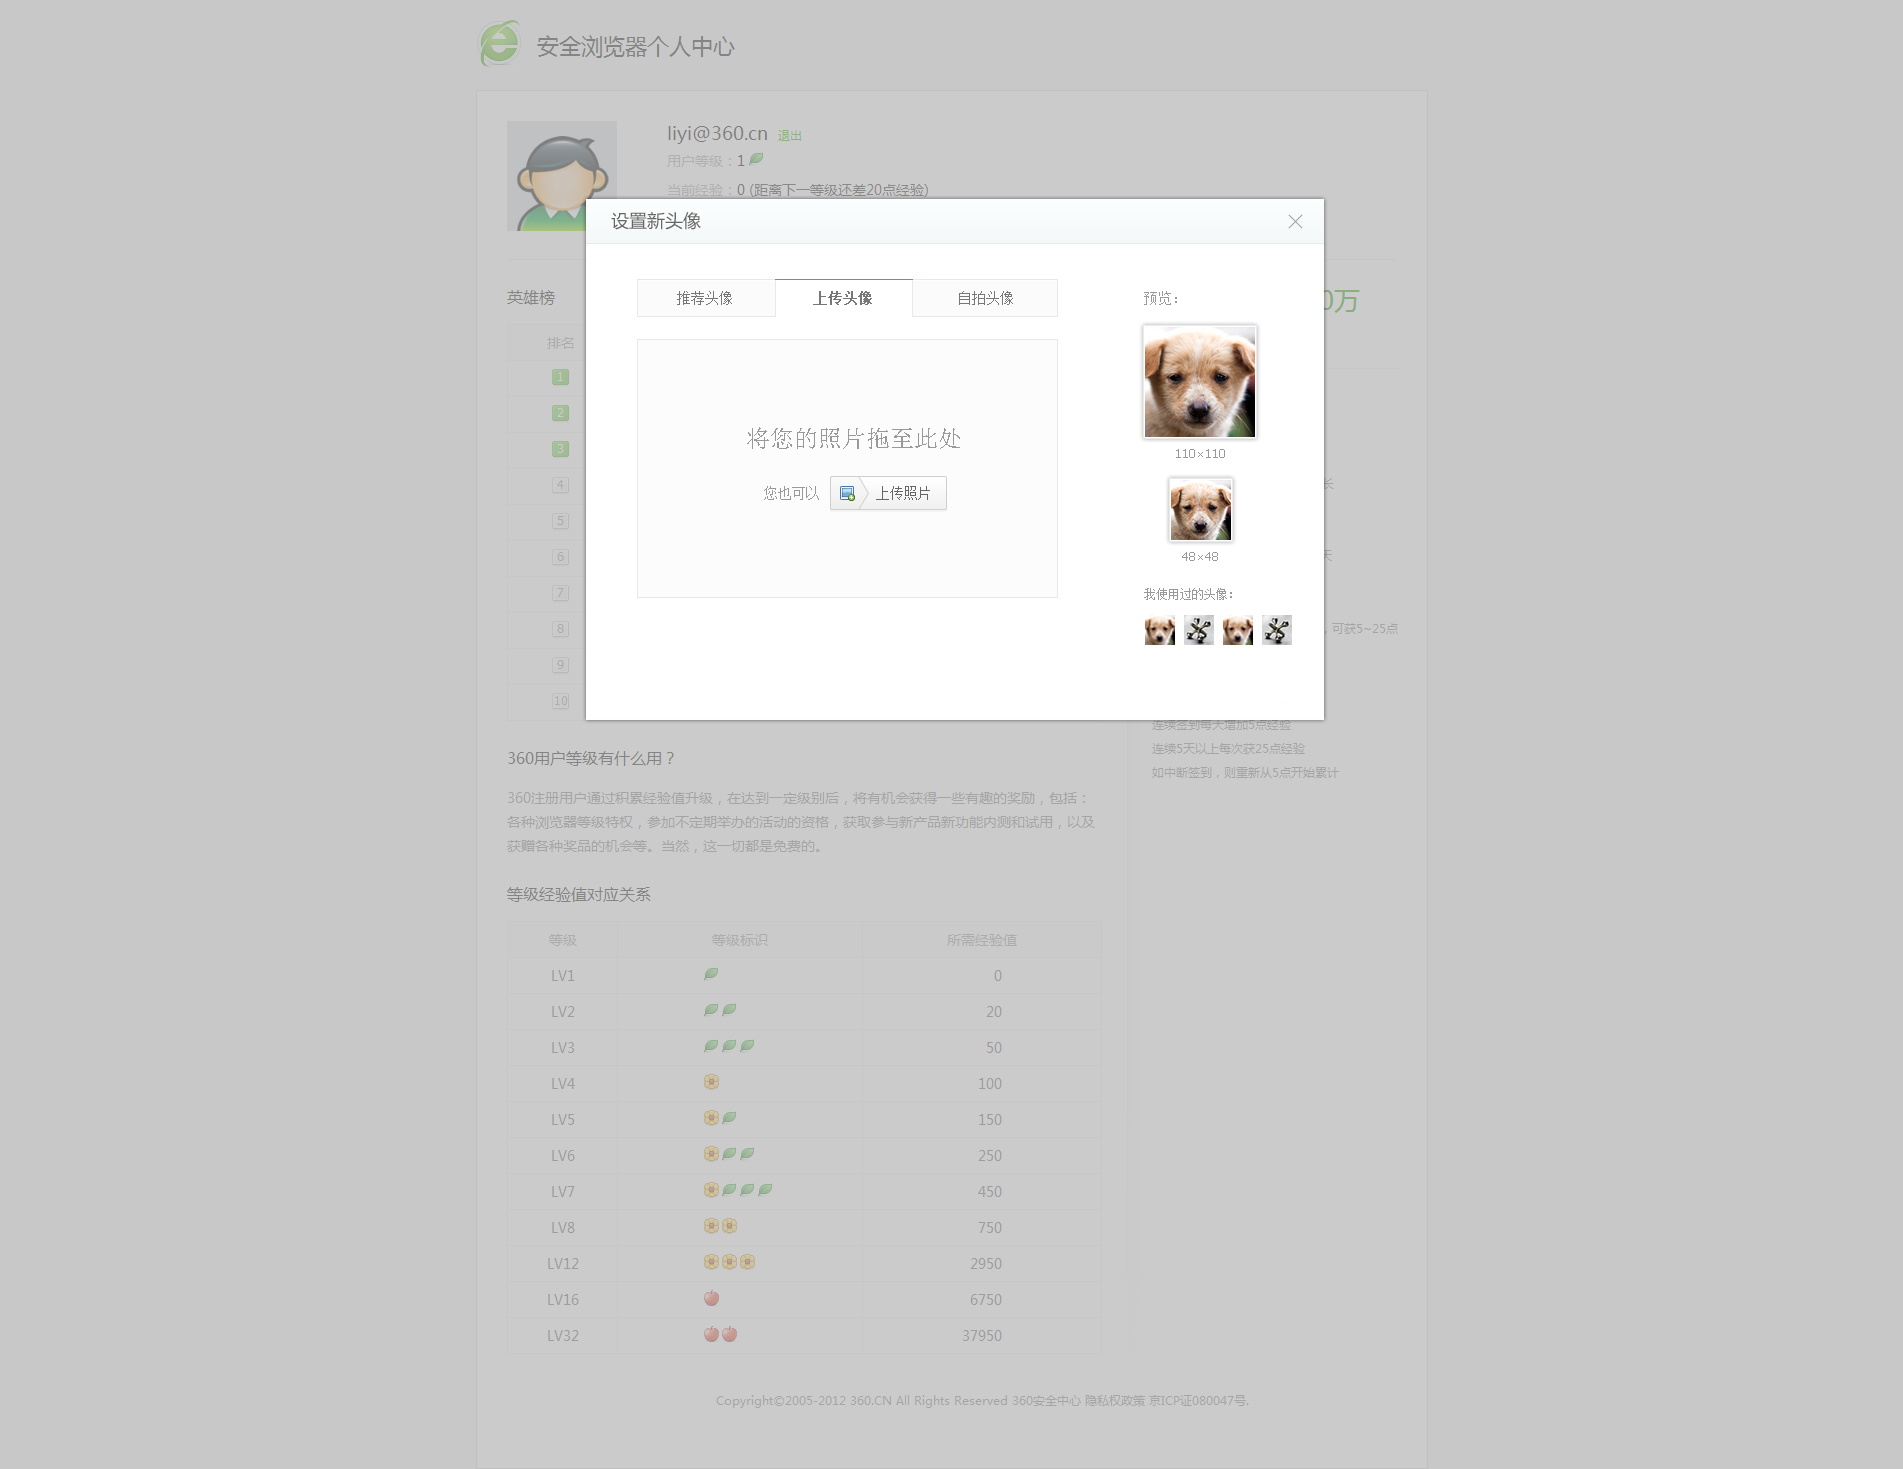 安全浏览器个人中心
liyi@360.cn 退出
用户等级：1
当前经验：0 (距离下一等级还差20点经验)
设置新头像
推荐头像 上传头像 自拍头像
将您的照片拖至此处
您也可以 上传照片
预览：
110×110
48×48
我使用过的头像：
英雄榜
0万
排名
1
2
3
4
长
5
6
天
7
8
，可获5~25点
9
10
连续签到每天增加5点经验
连续5天以上每次获25点经验
如中断签到，则重新从5点开始累计
360用户等级有什么用？
360注册用户通过积累经验值升级，在达到一定级别后，将有机会获得一些有趣的奖励，包括：
各种浏览器等级特权，参加不定期举办的活动的资格，获取参与新产品新功能内测和试用，以及
获赠各种奖品的机会等。当然，这一切都是免费的。
等级经验值对应关系
等级 等级标识 所需经验值
LV1 0
LV2 20
LV3 50
LV4 100
LV5 150
LV6 250
LV7 450
LV8 750
LV12 2950
LV16 6750
LV32 37950
Copyright©2005-2012 360.CN All Rights Reserved 360安全中心 隐私权政策 京ICP证080047号.